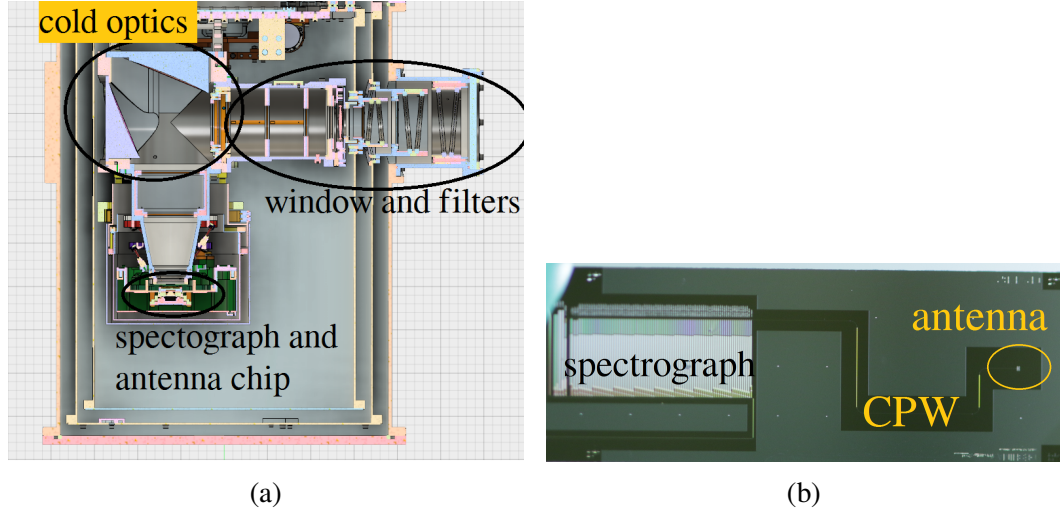 cold optics
window and filters
spectograph and
antenna chip
spectrograph
antenna
CPW
(a)
(b)